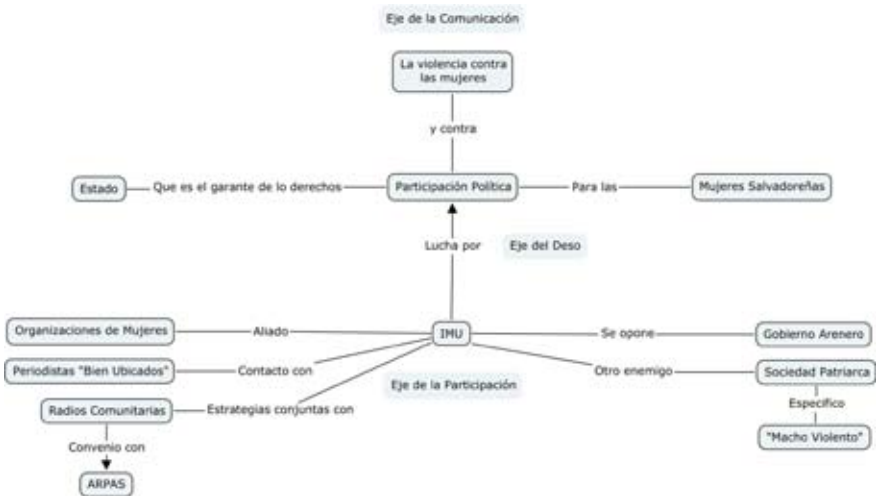 Eje de la Comunicación
La violencia contra
las mujeres
y contra
Estado
Que es el garante de lo derechos
Participación Política
Para las
Mujeres Salvadoreñas
Lucha por
Eje del Deso
Organizaciones de Mujeres
Aliado
IMU
Se opone
Gobierno Arenero
Periodistas "Bien Ubicados"
Contacto con
Eje de la Participación
Otro enemigo
Sociedad Patriarca
Radios Comunitarias
Estrategias conjuntas con
Especifico
Convenio con
"Macho Violento"
ARPAS